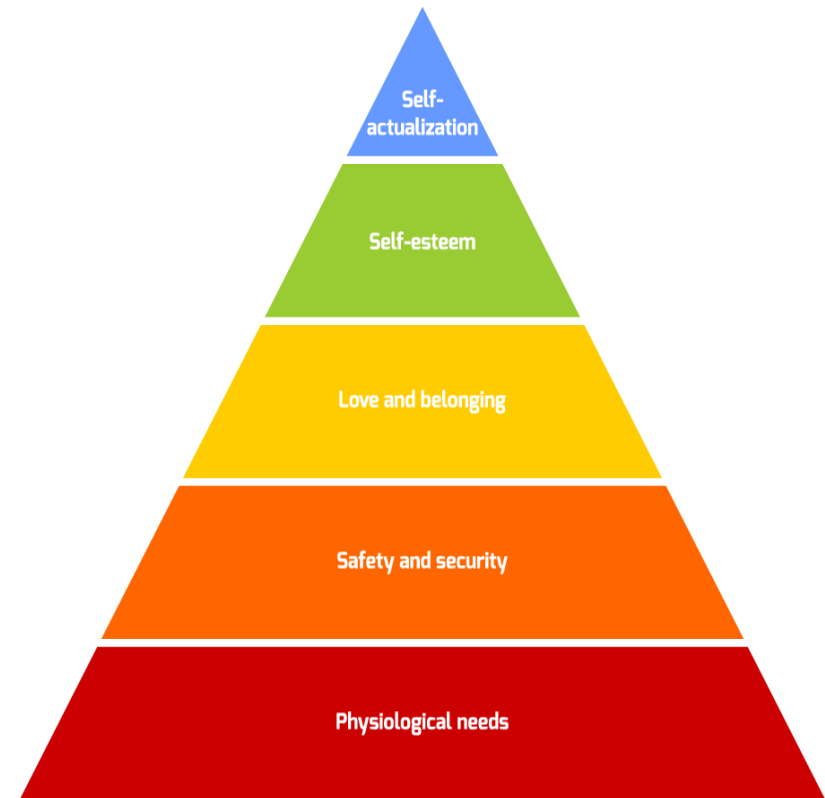 Self-
actualization
Self-esteem
Love and belonging
Safety and security
Physiological needs